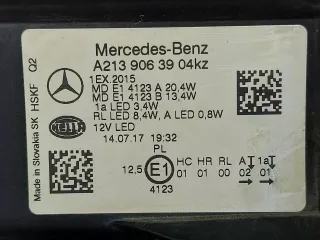 Mercedes-Benz
A213 906 39 04kz
1EX.2015
MD E1 4123 A 20,4W
MD E1 4123 B 13,4W
1a LED 3,4W
RL LED 8,4W, A LED 0,8W
12V LED
14.07.17 19:32
PL
12,5 E1 HC HR RL A 1a
01 01 00 02 01
4123
HELLA
Made in Slovakia SK HSKF Q2